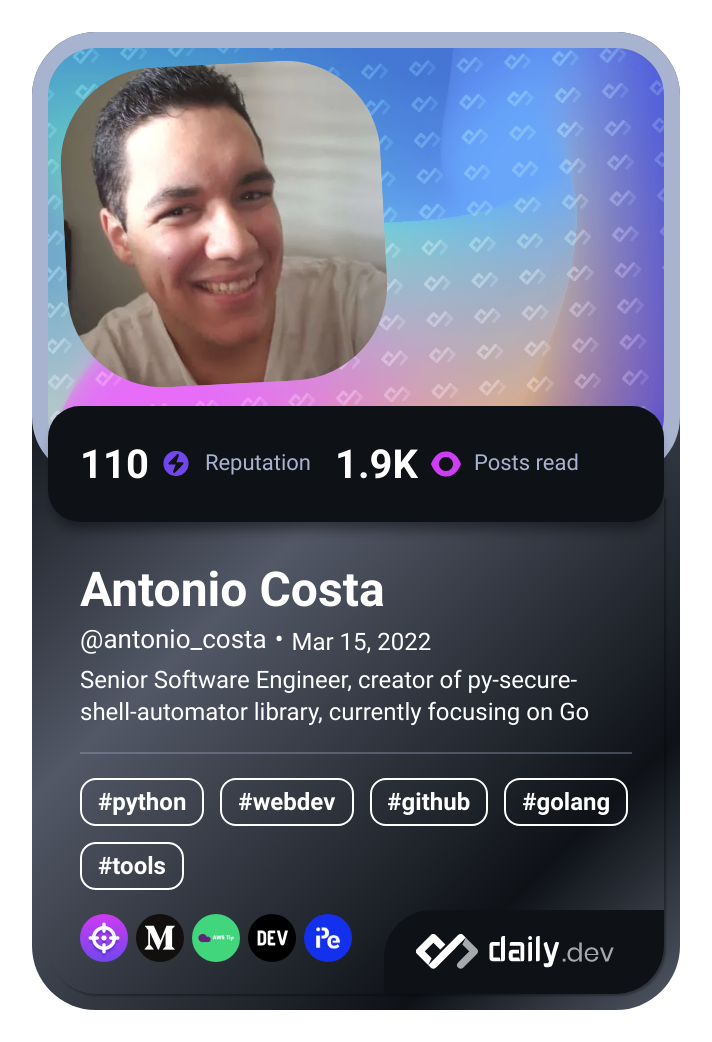 110 Reputation 1.9K Posts read
Antonio Costa
@antonio_costa • Mar 15, 2022
Senior Software Engineer, creator of py-secure-
shell-automator library, currently focusing on Go
#python #webdev #github #golang
#tools
M AWS Tip DEV iPe
daily.dev